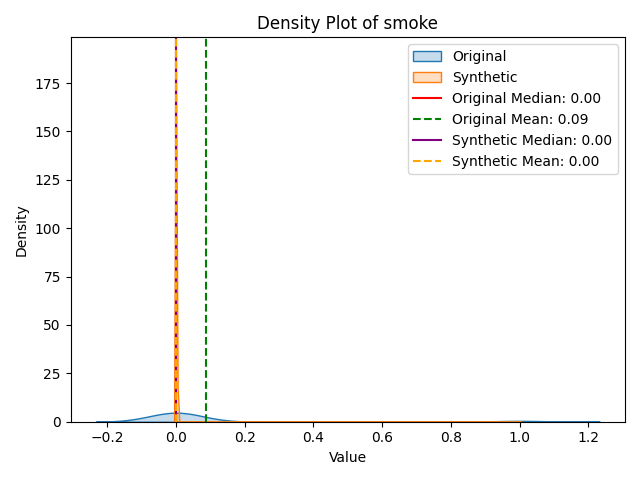 Density Plot of smoke
Original
Synthetic
Original Median: 0.00
Original Mean: 0.09
Synthetic Median: 0.00
Synthetic Mean: 0.00
Density
175
150
125
100
75
50
25
0
−0.2 0.0 0.2 0.4 0.6 0.8 1.0 1.2
Value